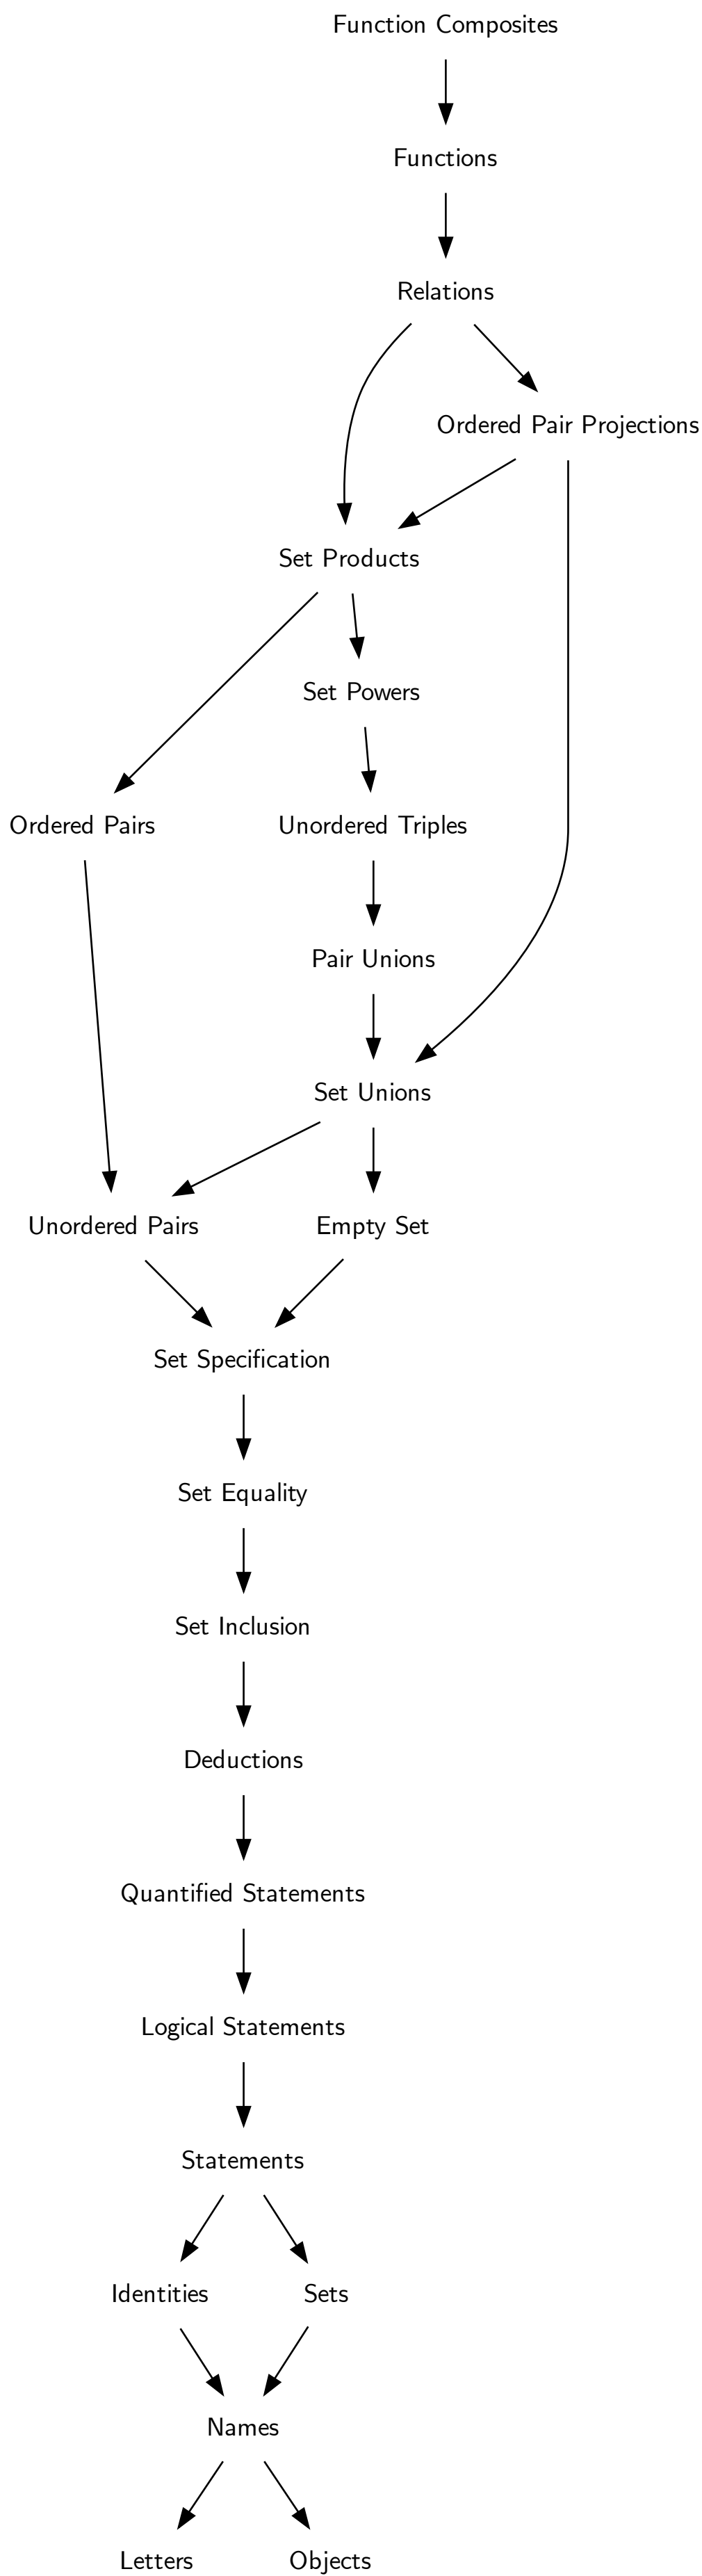 Function Composites
Functions
Relations
Ordered Pair Projections
Set Products
Set Powers
Ordered Pairs
Unordered Triples
Pair Unions
Set Unions
Unordered Pairs
Empty Set
Set Specification
Set Equality
Set Inclusion
Deductions
Quantified Statements
Logical Statements
Statements
Identities
Sets
Names
Letters
Objects